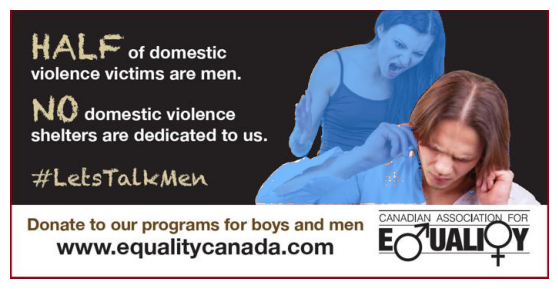 HALF of domestic
violence victims are men.
NO domestic violence
shelters are dedicated to us.
#LetsTalkMen
Donate to our programs for boys and men
www.equalitycanada.com
CANADIAN ASSOCIATION FOR
EQUALITY